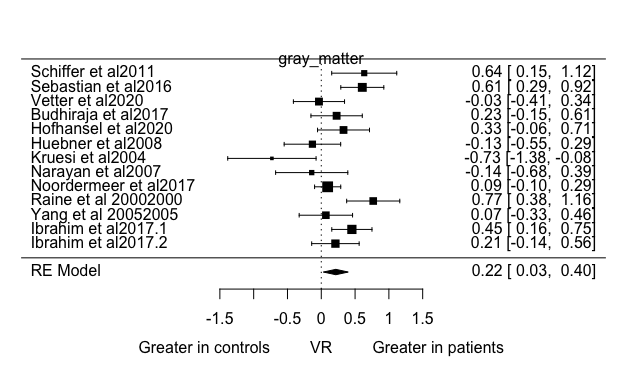 gray_matter
Schiffer et al2011 0.64 [ 0.15, 1.12]
Sebastian et al2016 0.61 [ 0.29, 0.92]
Vetter et al2020 -0.03 [-0.41, 0.34]
Budhiraja et al2017 0.23 [-0.15, 0.61]
Hofhansel et al2020 0.33 [-0.06, 0.71]
Huebner et al2008 -0.13 [-0.55, 0.29]
Kruesi et al2004 -0.73 [-1.38, -0.08]
Narayan et al2007 -0.14 [-0.68, 0.39]
Noordermeer et al2017 0.09 [-0.10, 0.29]
Raine et al 20002000 0.77 [ 0.38, 1.16]
Yang et al 20052005 0.07 [-0.33, 0.46]
Ibrahim et al2017.1 0.45 [ 0.16, 0.75]
Ibrahim et al2017.2 0.21 [-0.14, 0.56]
RE Model 0.22 [ 0.03, 0.40]
-1.5 -0.5 0 0.5 1 1.5
Greater in controls VR Greater in patients